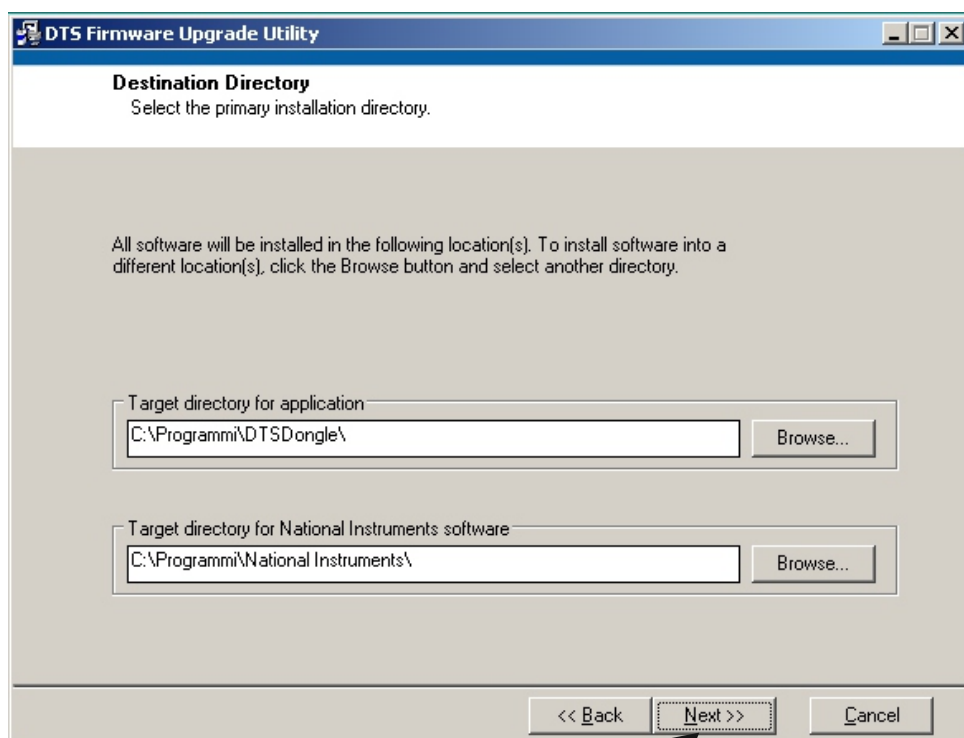 DTS Firmware Upgrade Utility
Destination Directory
Select the primary installation directory.
All software will be installed in the following location(s). To install software into a
different location(s), click the Browse button and select another directory.
Target directory for application
C:\Programmi\DTSDongle\
Browse...
Target directory for National Instruments software
C:\Programmi\National Instruments\
Browse...
<< Back
Next >>
Cancel